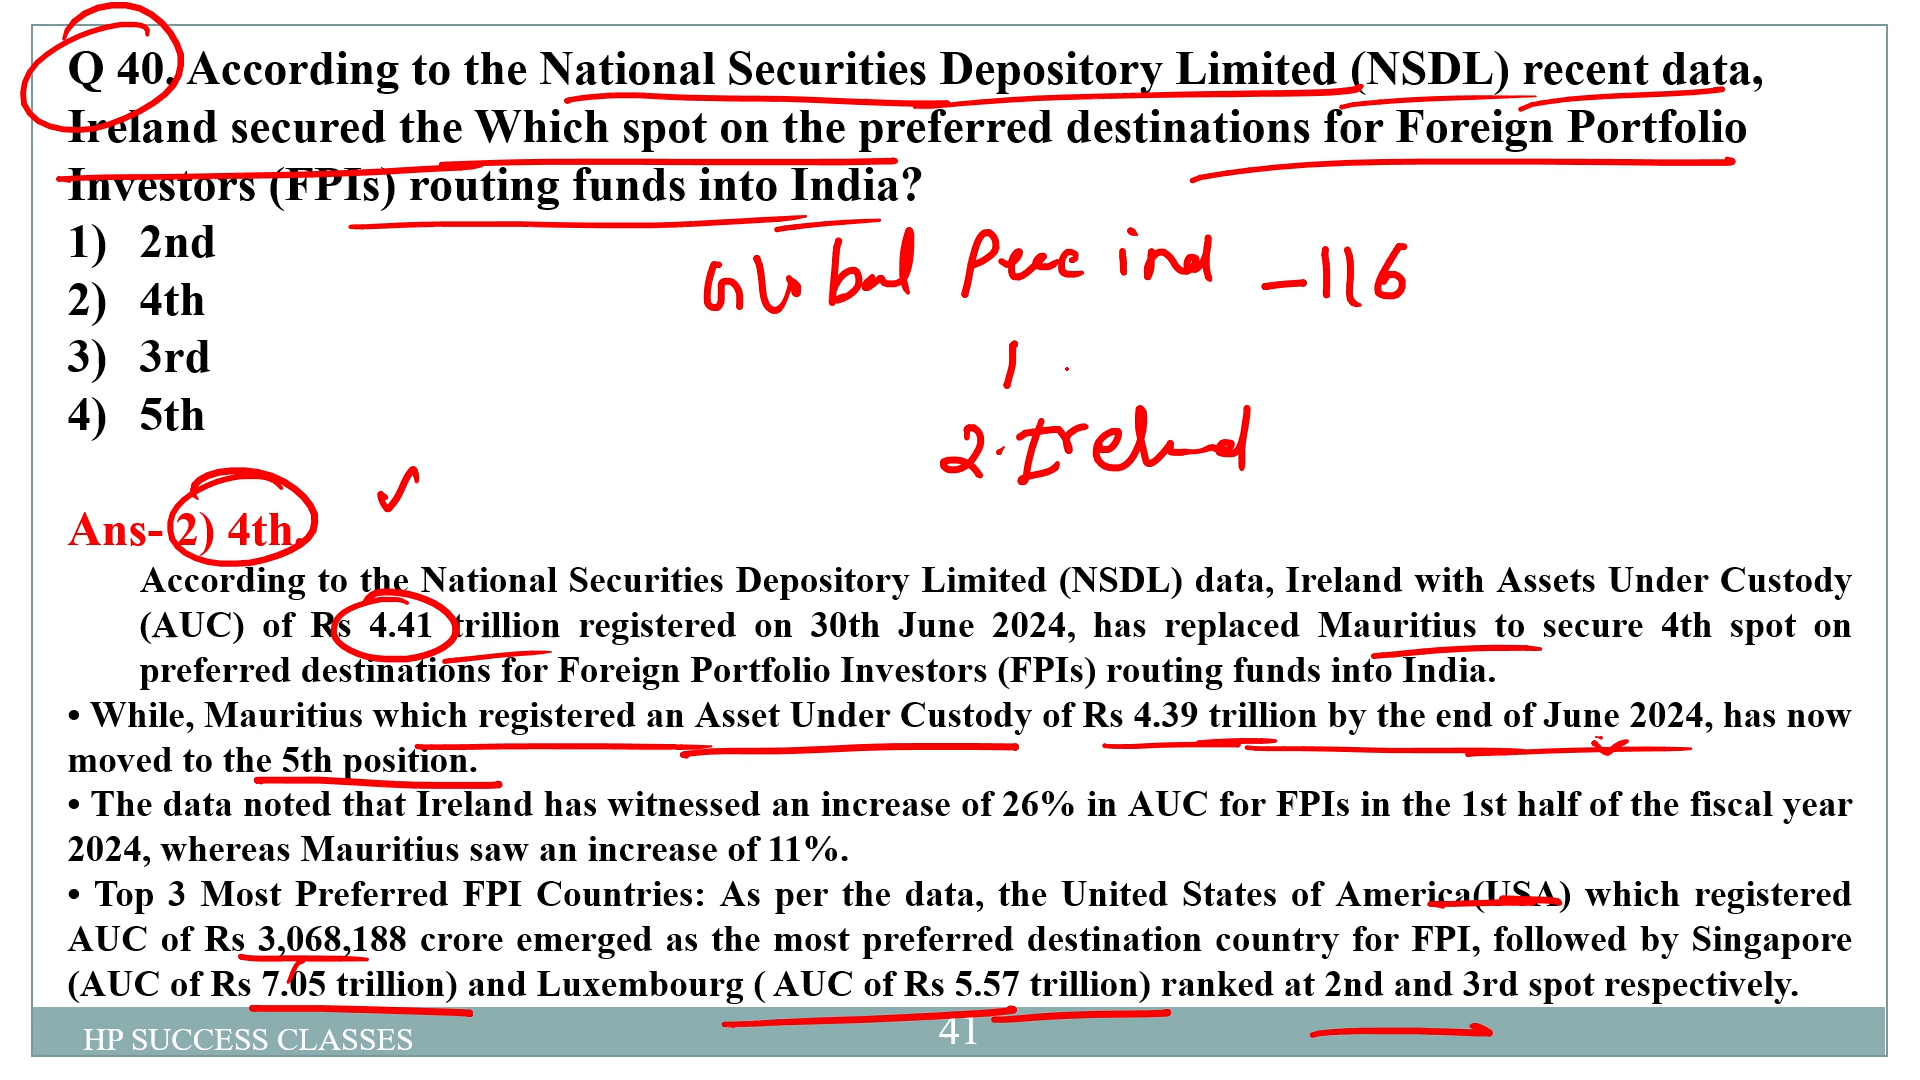 Q 40. According to the National Securities Depository Limited (NSDL) recent data,
Ireland secured the Which spot on the preferred destinations for Foreign Portfolio
Investors (FPIs) routing funds into India?
1) 2nd
Global Peace ind - 116
2) 4th
1
3) 3rd
4) 5th
2. Ireland
Ans- 2) 4th.
According to the National Securities Depository Limited (NSDL) data, Ireland with Assets Under Custody
(AUC) of Rs 4.41 trillion registered on 30th June 2024, has replaced Mauritius to secure 4th spot on
preferred destinations for Foreign Portfolio Investors (FPIs) routing funds into India.
• While, Mauritius which registered an Asset Under Custody of Rs 4.39 trillion by the end of June 2024, has now
moved to the 5th position.
• The data noted that Ireland has witnessed an increase of 26% in AUC for FPIs in the 1st half of the fiscal year
2024, whereas Mauritius saw an increase of 11%.
• Top 3 Most Preferred FPI Countries: As per the data, the United States of America(USA) which registered
AUC of Rs 3,068,188 crore emerged as the most preferred destination country for FPI, followed by Singapore
(AUC of Rs 7.05 trillion) and Luxembourg ( AUC of Rs 5.57 trillion) ranked at 2nd and 3rd spot respectively.
HP SUCCESS CLASSES
41